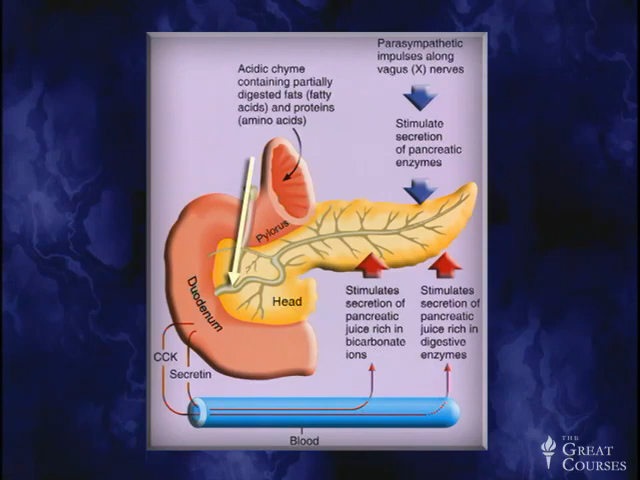 Parasympathetic
impulses along
vagus (X) nerves
Acidic chyme
containing partially
digested fats (fatty
acids) and proteins
(amino acids)
Stimulate
secretion
of pancreatic
enzymes
Pylorus
Duodenum
Head
Stimulates
secretion of
pancreatic
juice rich in
bicarbonate
ions
Stimulates
secretion of
pancreatic
juice rich in
digestive
enzymes
CCK
Secretin
Blood
THE
GREAT
COURSES